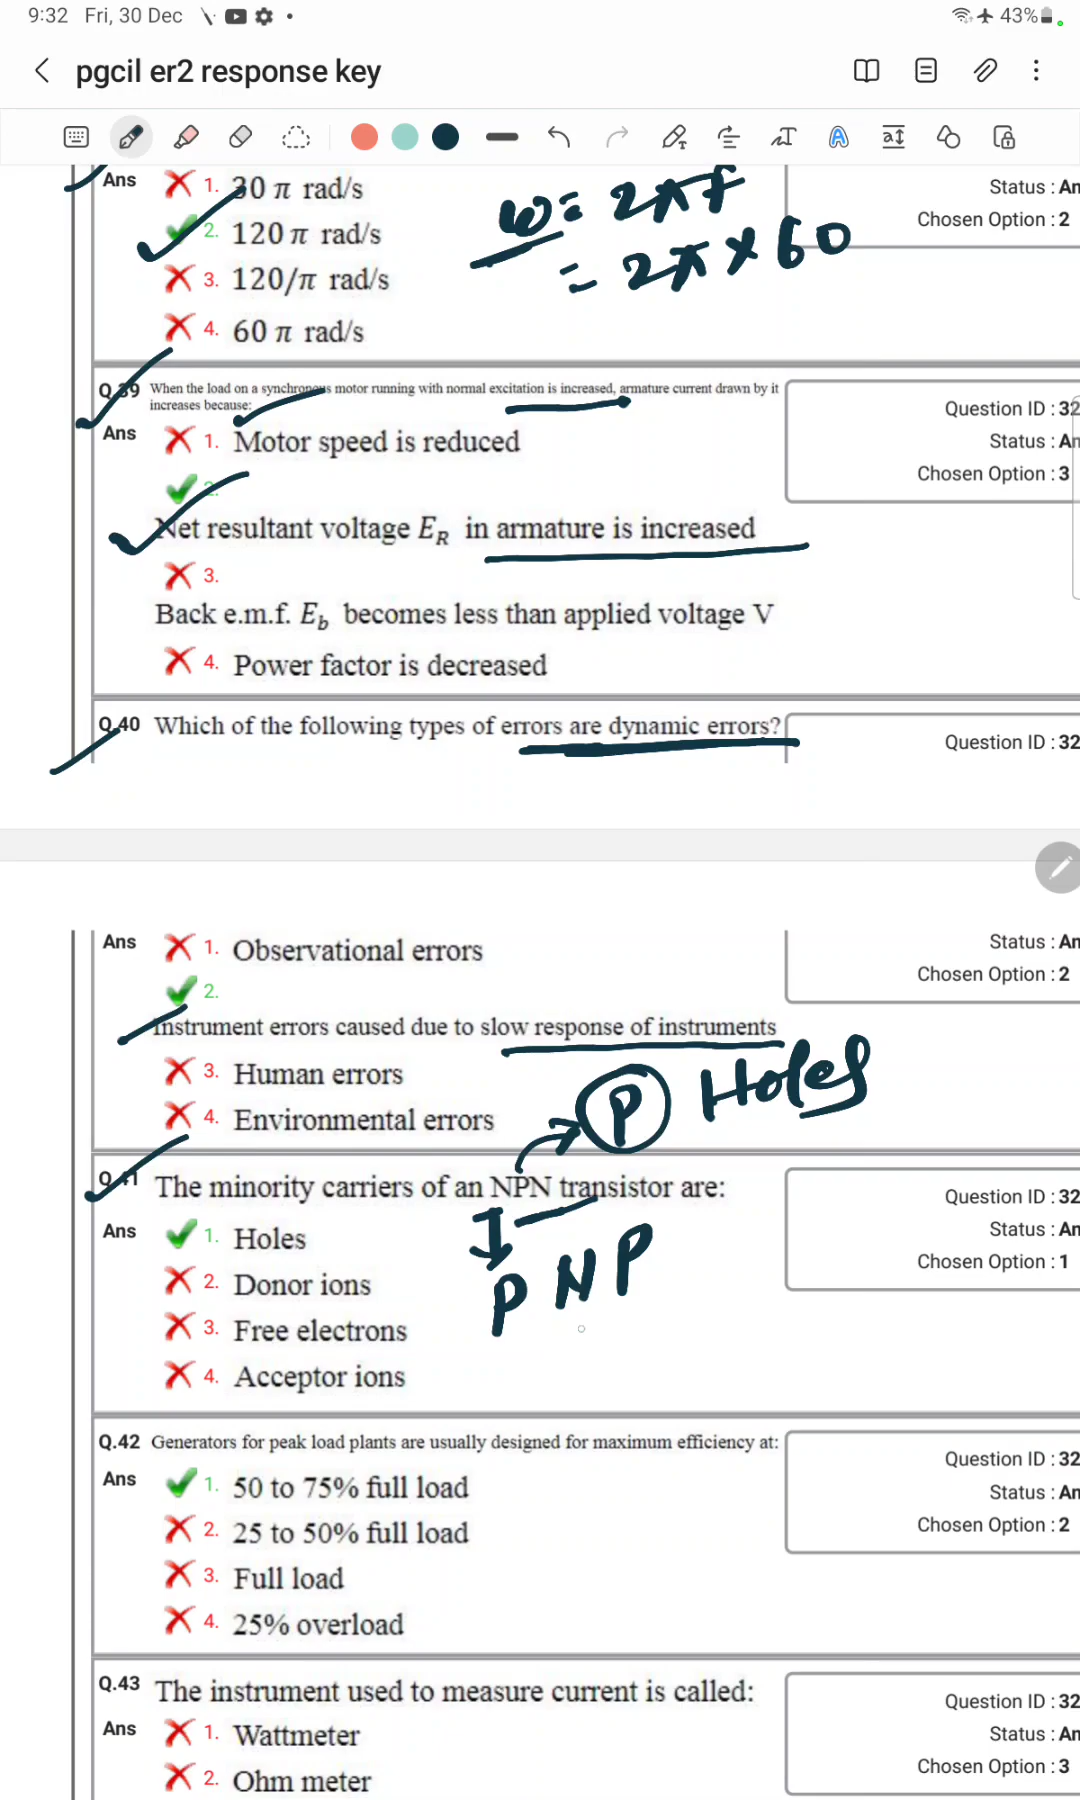 9:32 Fri, 30 Dec 43%
pgcil er2 response key
Ans 1. 30 π rad/s Status : An
2. 120 π rad/s Chosen Option : 2
3. 120/π rad/s
4. 60 π rad/s
ω = 2πf
= 2π × 60
Q.39 When the load on a synchronous motor running with normal excitation is increased, armature current drawn by it
increases because:
Question ID : 32
Status : An
Chosen Option : 3
Ans 1. Motor speed is reduced
2.
Net resultant voltage E_R in armature is increased
3.
Back e.m.f. E_b becomes less than applied voltage V
4. Power factor is decreased
Q.40 Which of the following types of errors are dynamic errors?
Question ID : 32
Ans 1. Observational errors Status : An
2. Chosen Option : 2
Instrument errors caused due to slow response of instruments
3. Human errors
4. Environmental errors
P Holes
Q.41 The minority carriers of an NPN transistor are:
Question ID : 32
Status : An
Chosen Option : 1
Ans 1. Holes
2. Donor ions
3. Free electrons
4. Acceptor ions
P N P
Q.42 Generators for peak load plants are usually designed for maximum efficiency at:
Question ID : 32
Status : An
Chosen Option : 2
Ans 1. 50 to 75% full load
2. 25 to 50% full load
3. Full load
4. 25% overload
Q.43 The instrument used to measure current is called:
Question ID : 32
Status : An
Chosen Option : 3
Ans 1. Wattmeter
2. Ohm meter